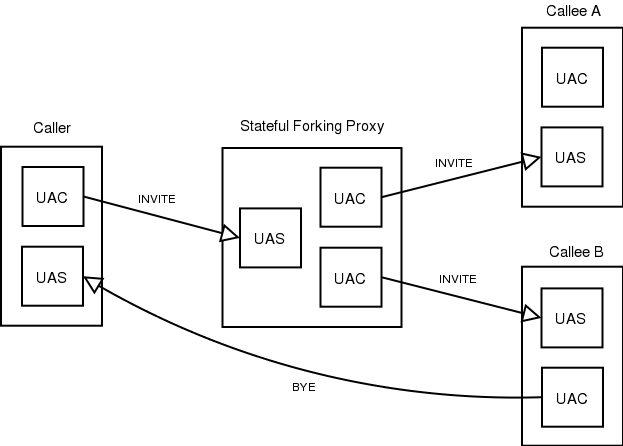 Callee A
UAC
UAS
Caller
UAC
UAS
INVITE
Stateful Forking Proxy
UAS
UAC
UAC
INVITE
INVITE
Callee B
UAS
UAC
BYE